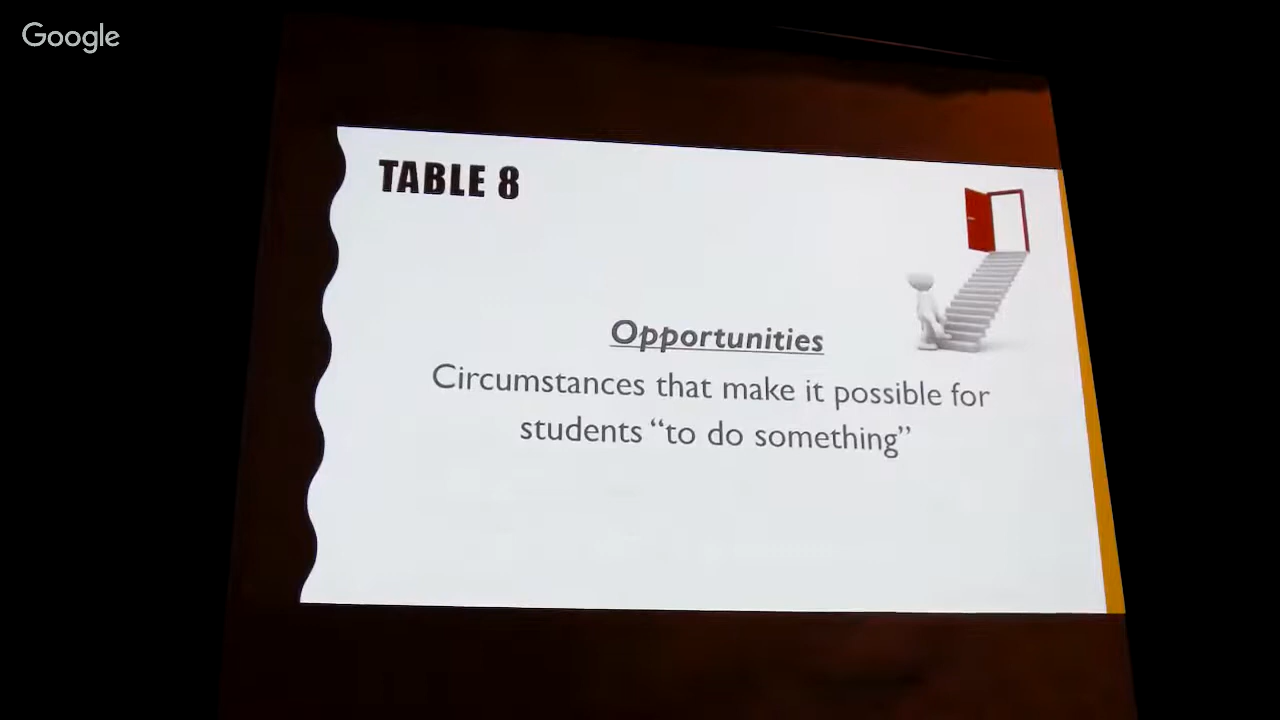 Google
TABLE 8
Opportunities
Circumstances that make it possible for
students “to do something”